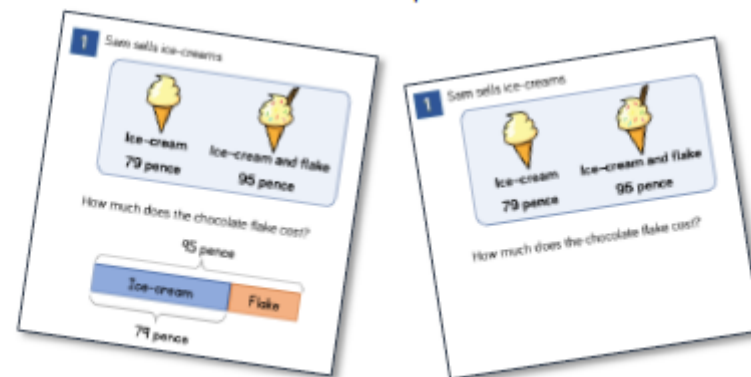 1 Sam sells ice-creams
Ice-cream
79 pence
Ice-cream and flake
95 pence
How much does the chocolate flake cost?
95 pence
Ice-cream
Flake
79 pence
1 Sam sells ice-creams
Ice-cream
79 pence
Ice-cream and flake
95 pence
How much does the chocolate flake cost?